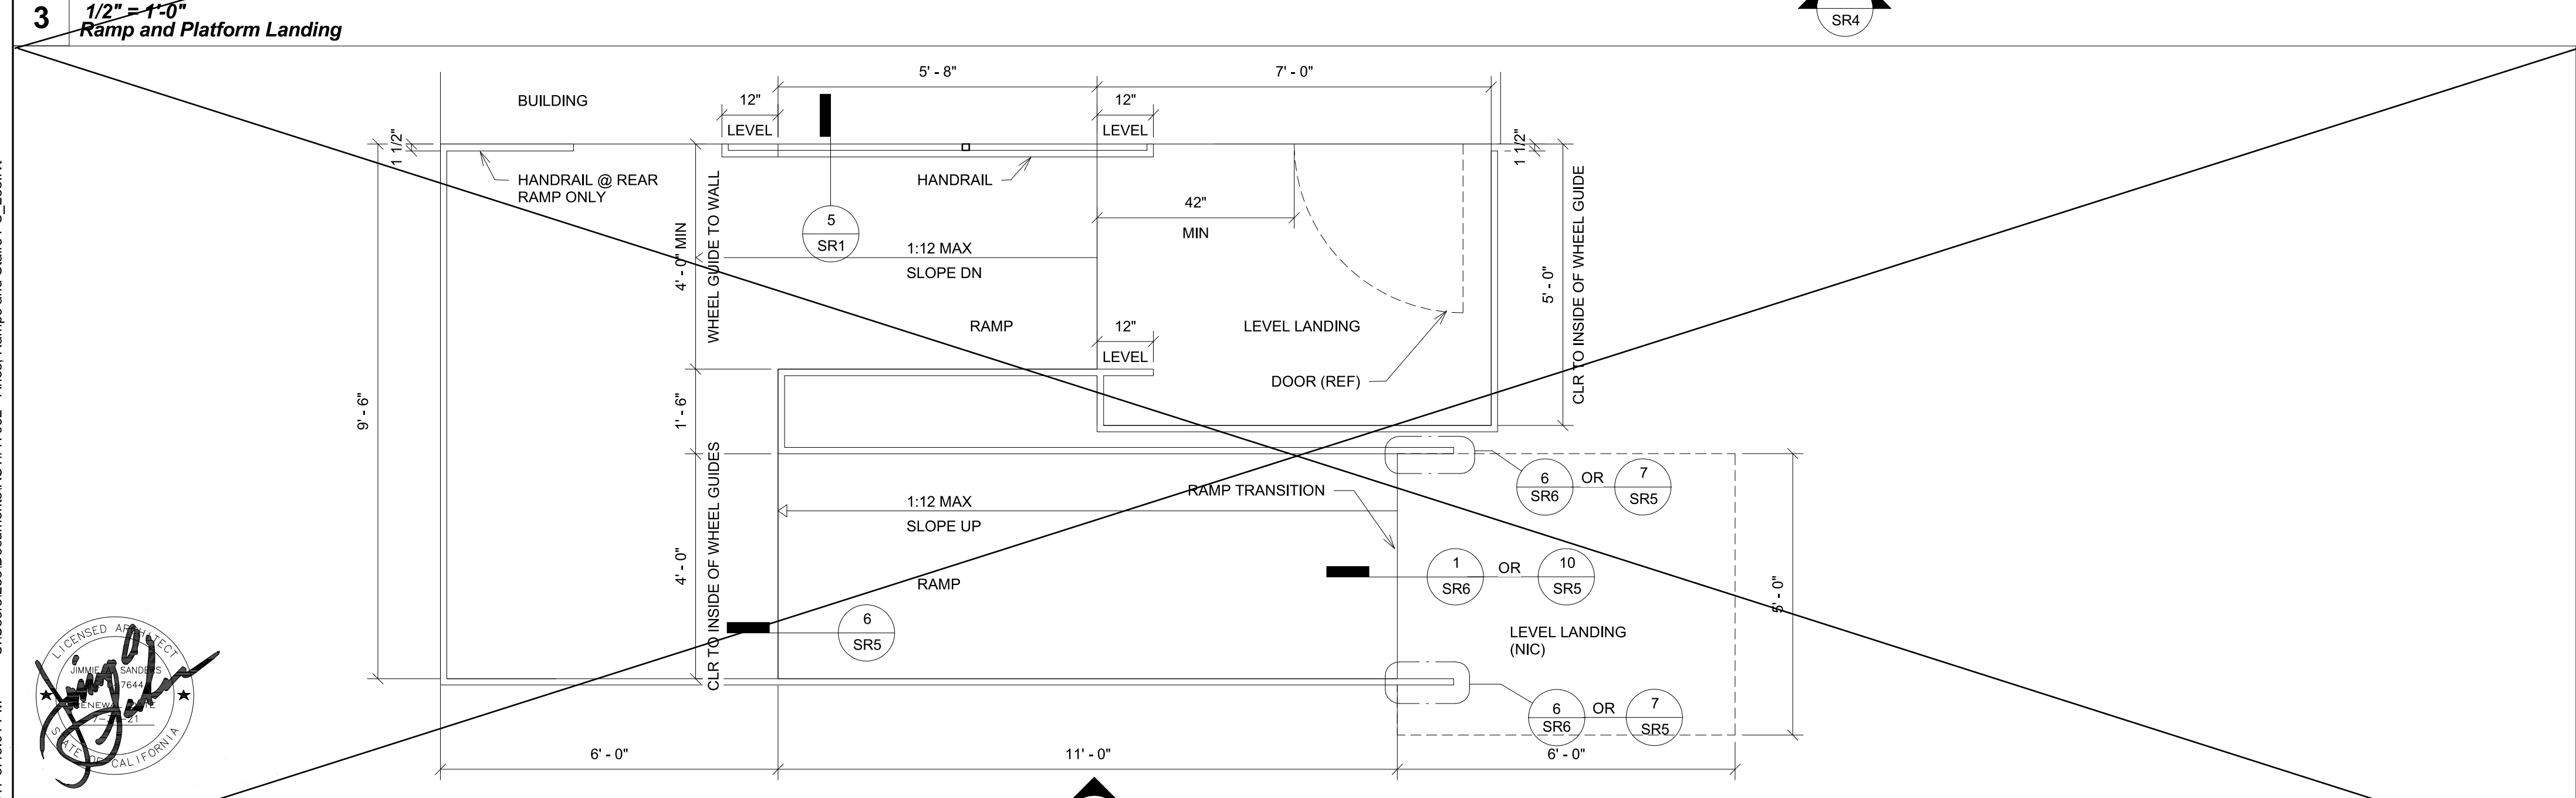 3
1/2" = 1'-0"
Ramp and Platform Landing
SR4
5' - 8"
7' - 0"
BUILDING
12"
LEVEL
12"
LEVEL
1 1/2"
1 1/2"
HANDRAIL @ REAR
RAMP ONLY
HANDRAIL
42"
MIN
5
SR1
4' - 0" MIN
WHEEL GUIDE TO WALL
1:12 MAX
SLOPE DN
5' - 0"
CLR TO INSIDE OF WHEEL GUIDE
RAMP
12"
LEVEL
LEVEL LANDING
DOOR (REF)
9' - 6"
1' - 6"
4' - 0"
CLR TO INSIDE OF WHEEL GUIDES
6
SR6
OR
7
SR5
RAMP TRANSITION
1:12 MAX
SLOPE UP
1
SR6
OR
10
SR5
RAMP
5' - 0"
6
SR5
LEVEL LANDING
(NIC)
6
SR6
OR
7
SR5
6' - 0"
11' - 0"
6' - 0"
LICENSED ARCHITECT
JIMMIE A. SANDERS
7644
RENEWAL DATE
STATE OF CALIFORNIA